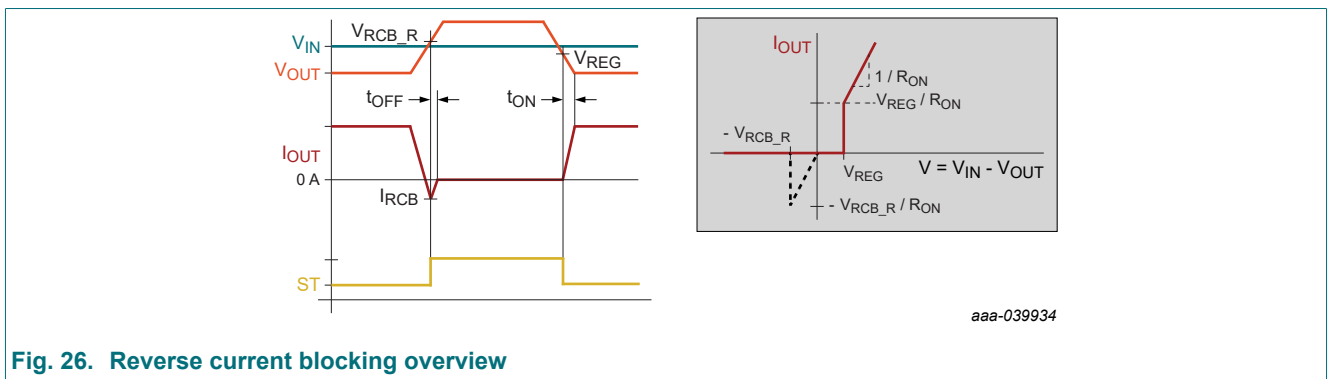 VIN
VOUT
VRCB_R
VREG
tOFF
tON
IOUT
0 A
IRCB
ST
IOUT
1 / RON
VREG / RON
- VRCB_R
VREG
V = VIN - VOUT
- VRCB_R / RON
aaa-039934
Fig. 26. Reverse current blocking overview